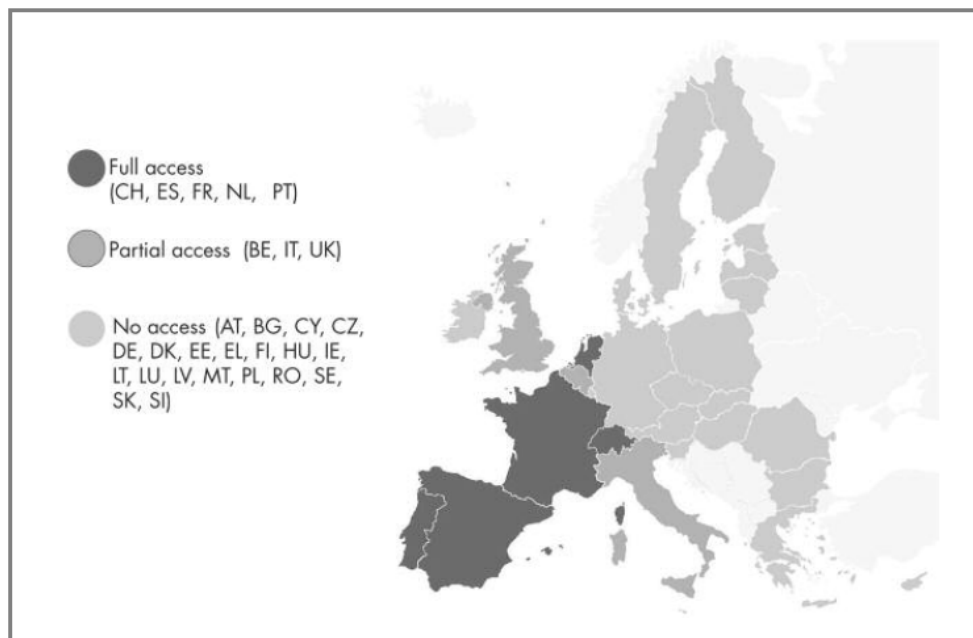 Full access
(CH, ES, FR, NL, PT)
Partial access (BE, IT, UK)
No access (AT, BG, CY, CZ,
DE, DK, EE, EL, FI, HU, IE,
LT, LU, LV, MT, PL, RO, SE,
SK, SI)